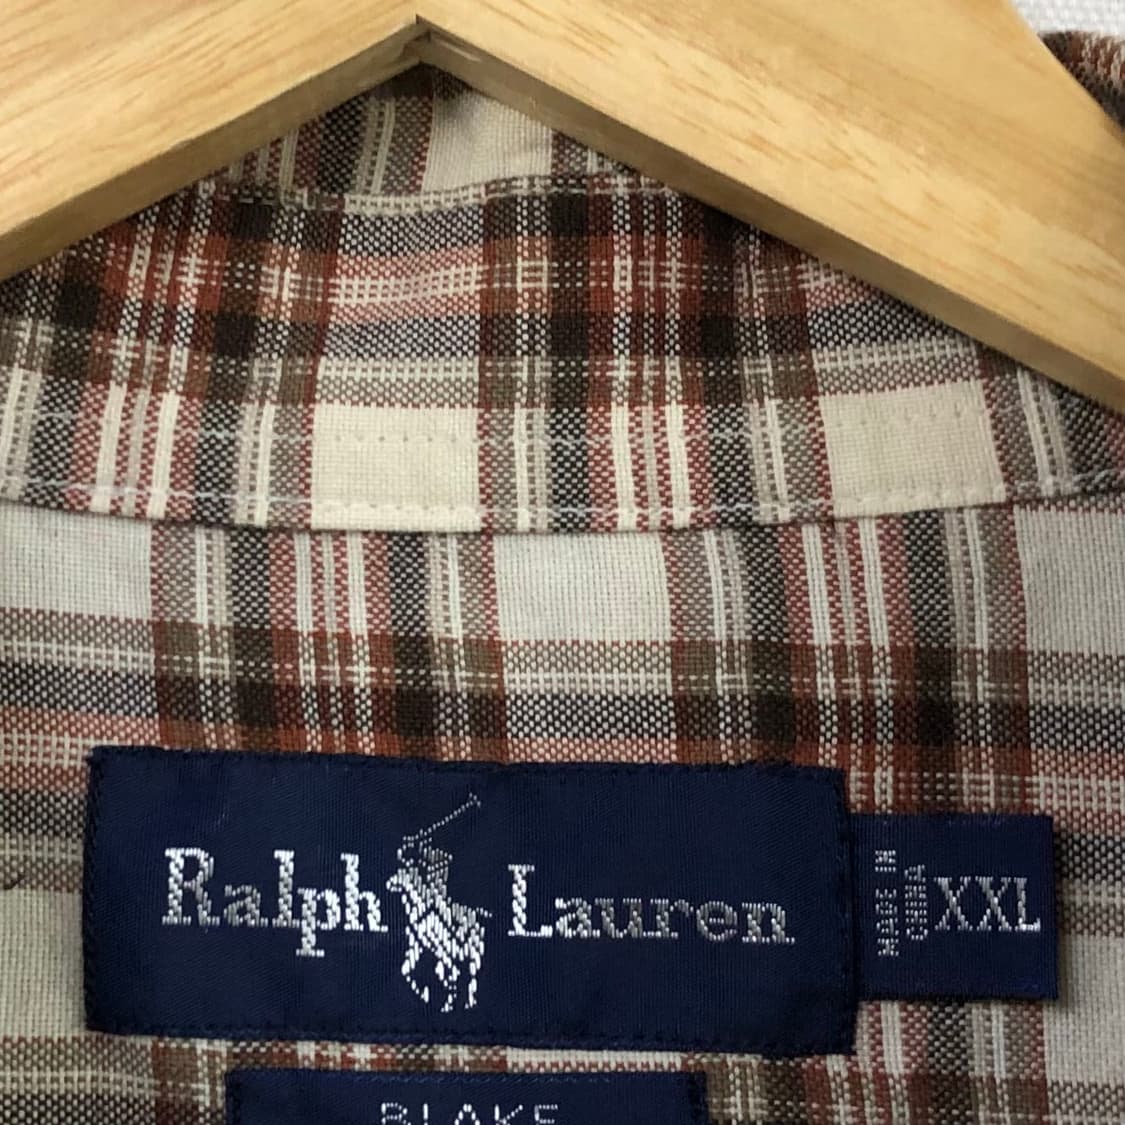 Ralph Lauren
MADE IN
CHINA
XXL
BLAKE